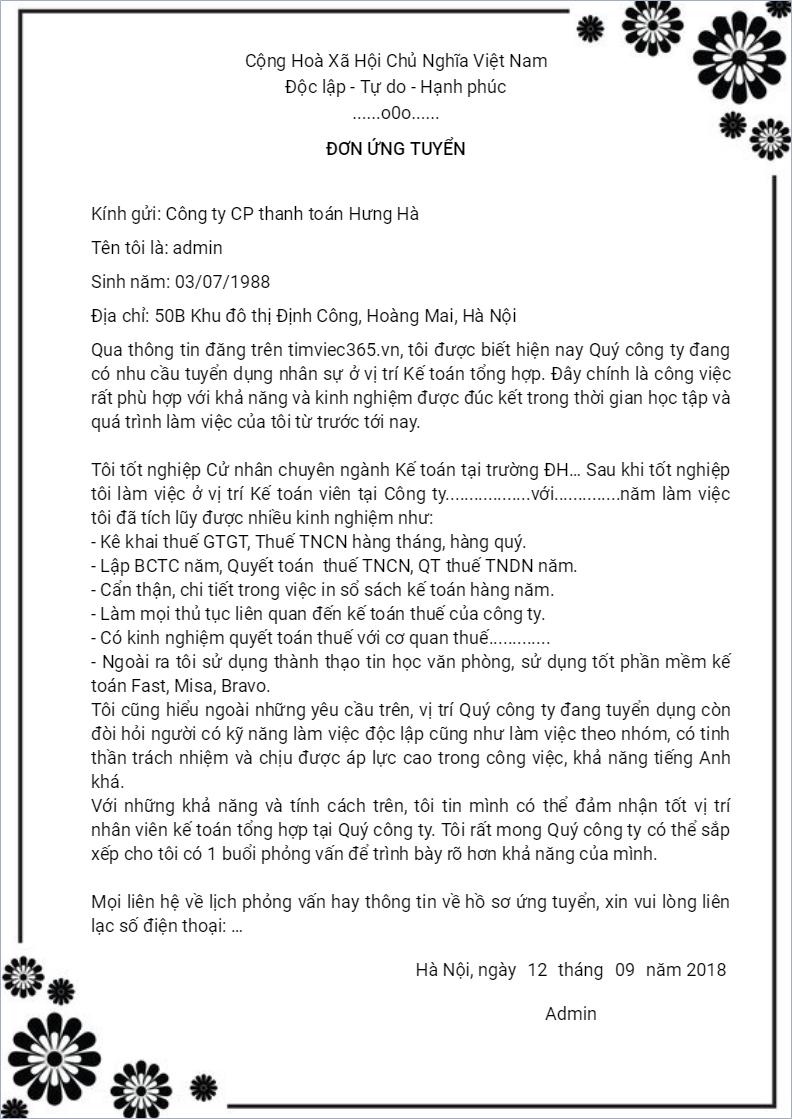 Cộng Hoà Xã Hội Chủ Nghĩa Việt Nam
Độc lập - Tự do - Hạnh phúc
......o0o......
ĐƠN ỨNG TUYỂN
Kính gửi: Công ty CP thanh toán Hưng Hà
Tên tôi là: admin
Sinh năm: 03/07/1988
Địa chỉ: 50B Khu đô thị Định Công, Hoàng Mai, Hà Nội
Qua thông tin đăng trên timviec365.vn, tôi được biết hiện nay Quý công ty đang
có nhu cầu tuyển dụng nhân sự ở vị trí Kế toán tổng hợp. Đây chính là công việc
rất phù hợp với khả năng và kinh nghiệm được đúc kết trong thời gian học tập và
quá trình làm việc của tôi từ trước tới nay.
Tôi tốt nghiệp Cử nhân chuyên ngành Kế toán tại trường ĐH... Sau khi tốt nghiệp
tôi làm việc ở vị trí Kế toán viên tại Công ty..................với..............năm làm việc
tôi đã tích lũy được nhiều kinh nghiệm như:
- Kê khai thuế GTGT, Thuế TNCN hàng tháng, hàng quý.
- Lập BCTC năm, Quyết toán  thuế TNCN, QT thuế TNDN năm.
- Cẩn thận, chi tiết trong việc in sổ sách kế toán hàng năm.
- Làm mọi thủ tục liên quan đến kế toán thuế của công ty.
- Có kinh nghiệm quyết toán thuế với cơ quan thuế............
- Ngoài ra tôi sử dụng thành thạo tin học văn phòng, sử dụng tốt phần mềm kế
toán Fast, Misa, Bravo.
Tôi cũng hiểu ngoài những yêu cầu trên, vị trí Quý công ty đang tuyển dụng còn
đòi hỏi người có kỹ năng làm việc độc lập cũng như làm việc theo nhóm, có tinh
thần trách nhiệm và chịu được áp lực cao trong công việc, khả năng tiếng Anh
khá.
Với những khả năng và tính cách trên, tôi tin mình có thể đảm nhận tốt vị trí
nhân viên kế toán tổng hợp tại Quý công ty. Tôi rất mong Quý công ty có thể sắp
xếp cho tôi có 1 buổi phỏng vấn để trình bày rõ hơn khả năng của mình.
Mọi liên hệ về lịch phỏng vấn hay thông tin về hồ sơ ứng tuyển, xin vui lòng liên
lạc số điện thoại: ...
Hà Nội, ngày  12  tháng  09  năm 2018
Admin